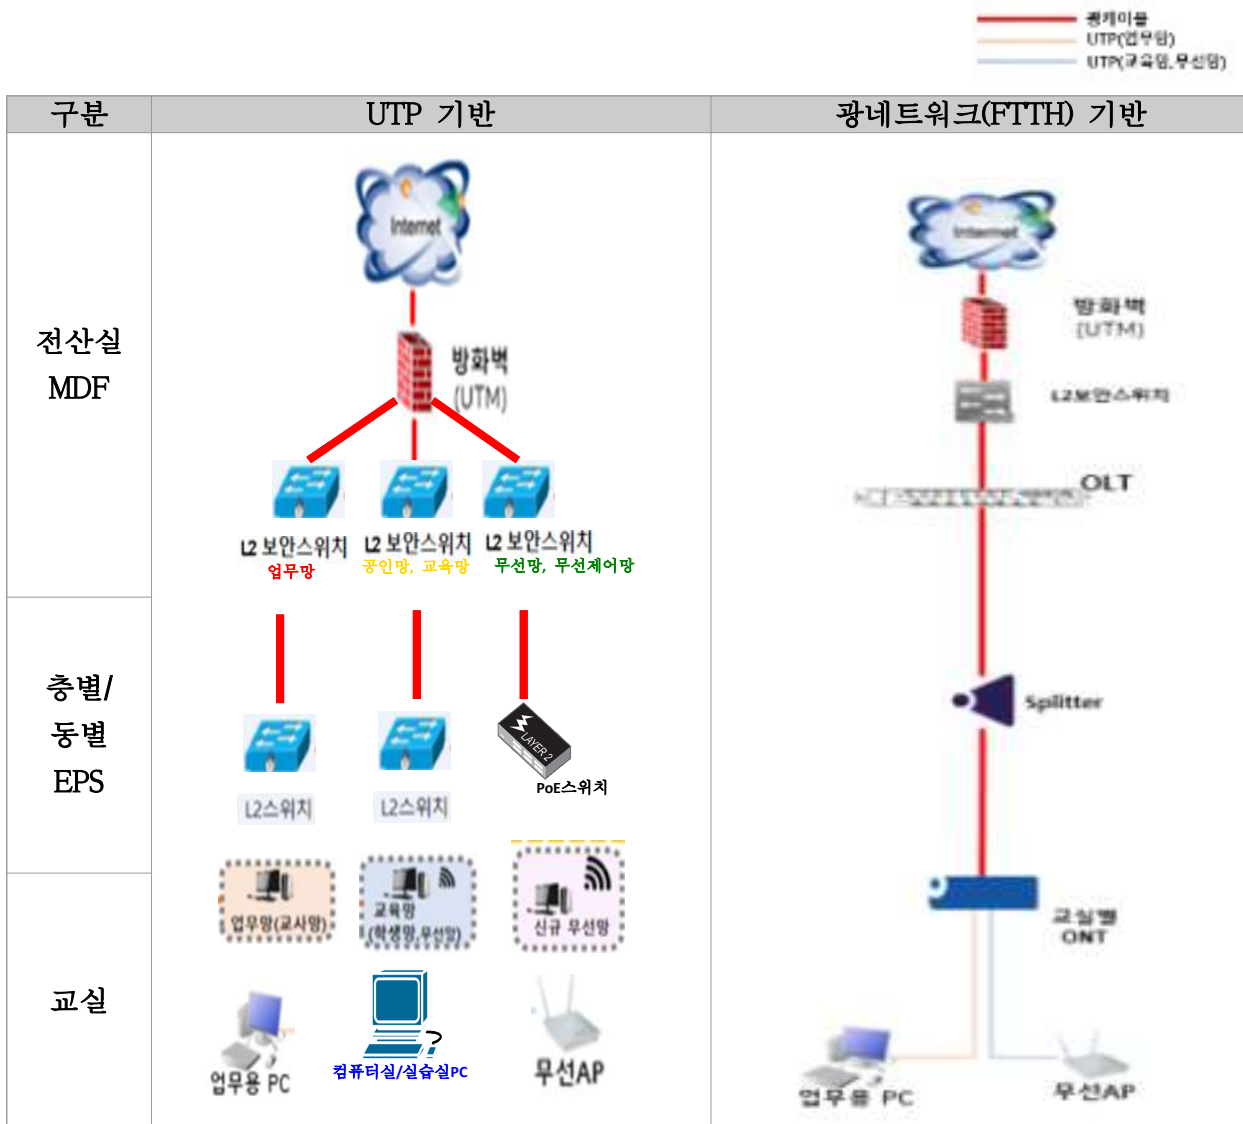 광케이블
UTP(업무망)
UTP(교육망,무선망)
구분
UTP 기반
광네트워크(FTTH) 기반
전산실
MDF
Internet
방화벽
(UTM)
L2 보안스위치
업무망
L2 보안스위치
공인망, 교육망
L2 보안스위치
무선망, 무선제어망
Internet
방화벽
(UTM)
L2보안스위치
OLT
층별/
동별
EPS
L2스위치
L2스위치
LAYER 2
PoE스위치
Splitter
교실
업무망(교사망)
교육망
(학생망,무선망)
신규 무선망
업무용 PC
컴퓨터실/실습실PC
무선AP
교실별
ONT
업무용 PC
무선AP